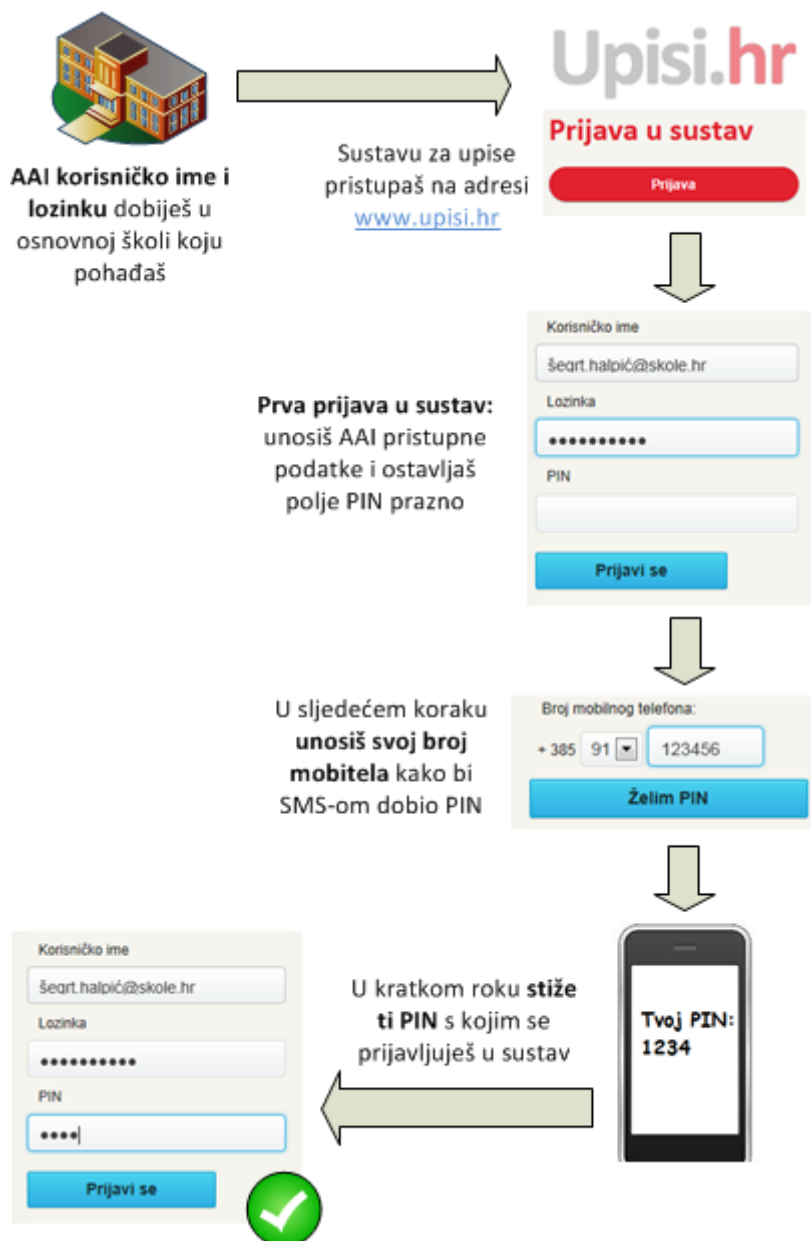 AAI korisničko ime i
lozinku dobiješ u
osnovnoj školi koju
pohađaš
Sustavu za upise
pristupaš na adresi
www.upisi.hr
Upisi.hr
Prijava u sustav
Prijava
Prva prijava u sustav:
unosiš AAI pristupne
podatke i ostavljaš
polje PIN prazno
Korisničko ime
šegrt.halpić@skole.hr
Lozinka
••••••••••
PIN
Prijavi se
U sljedećem koraku
unosiš svoj broj
mobitela kako bi
SMS-om dobio PIN
Broj mobilnog telefona:
+ 385 91 123456
Želim PIN
Tvoj PIN:
1234
U kratkom roku stiže
ti PIN s kojim se
prijavljuješ u sustav
Korisničko ime
šegrt.halpić@skole.hr
Lozinka
••••••••••
PIN
••••
Prijavi se